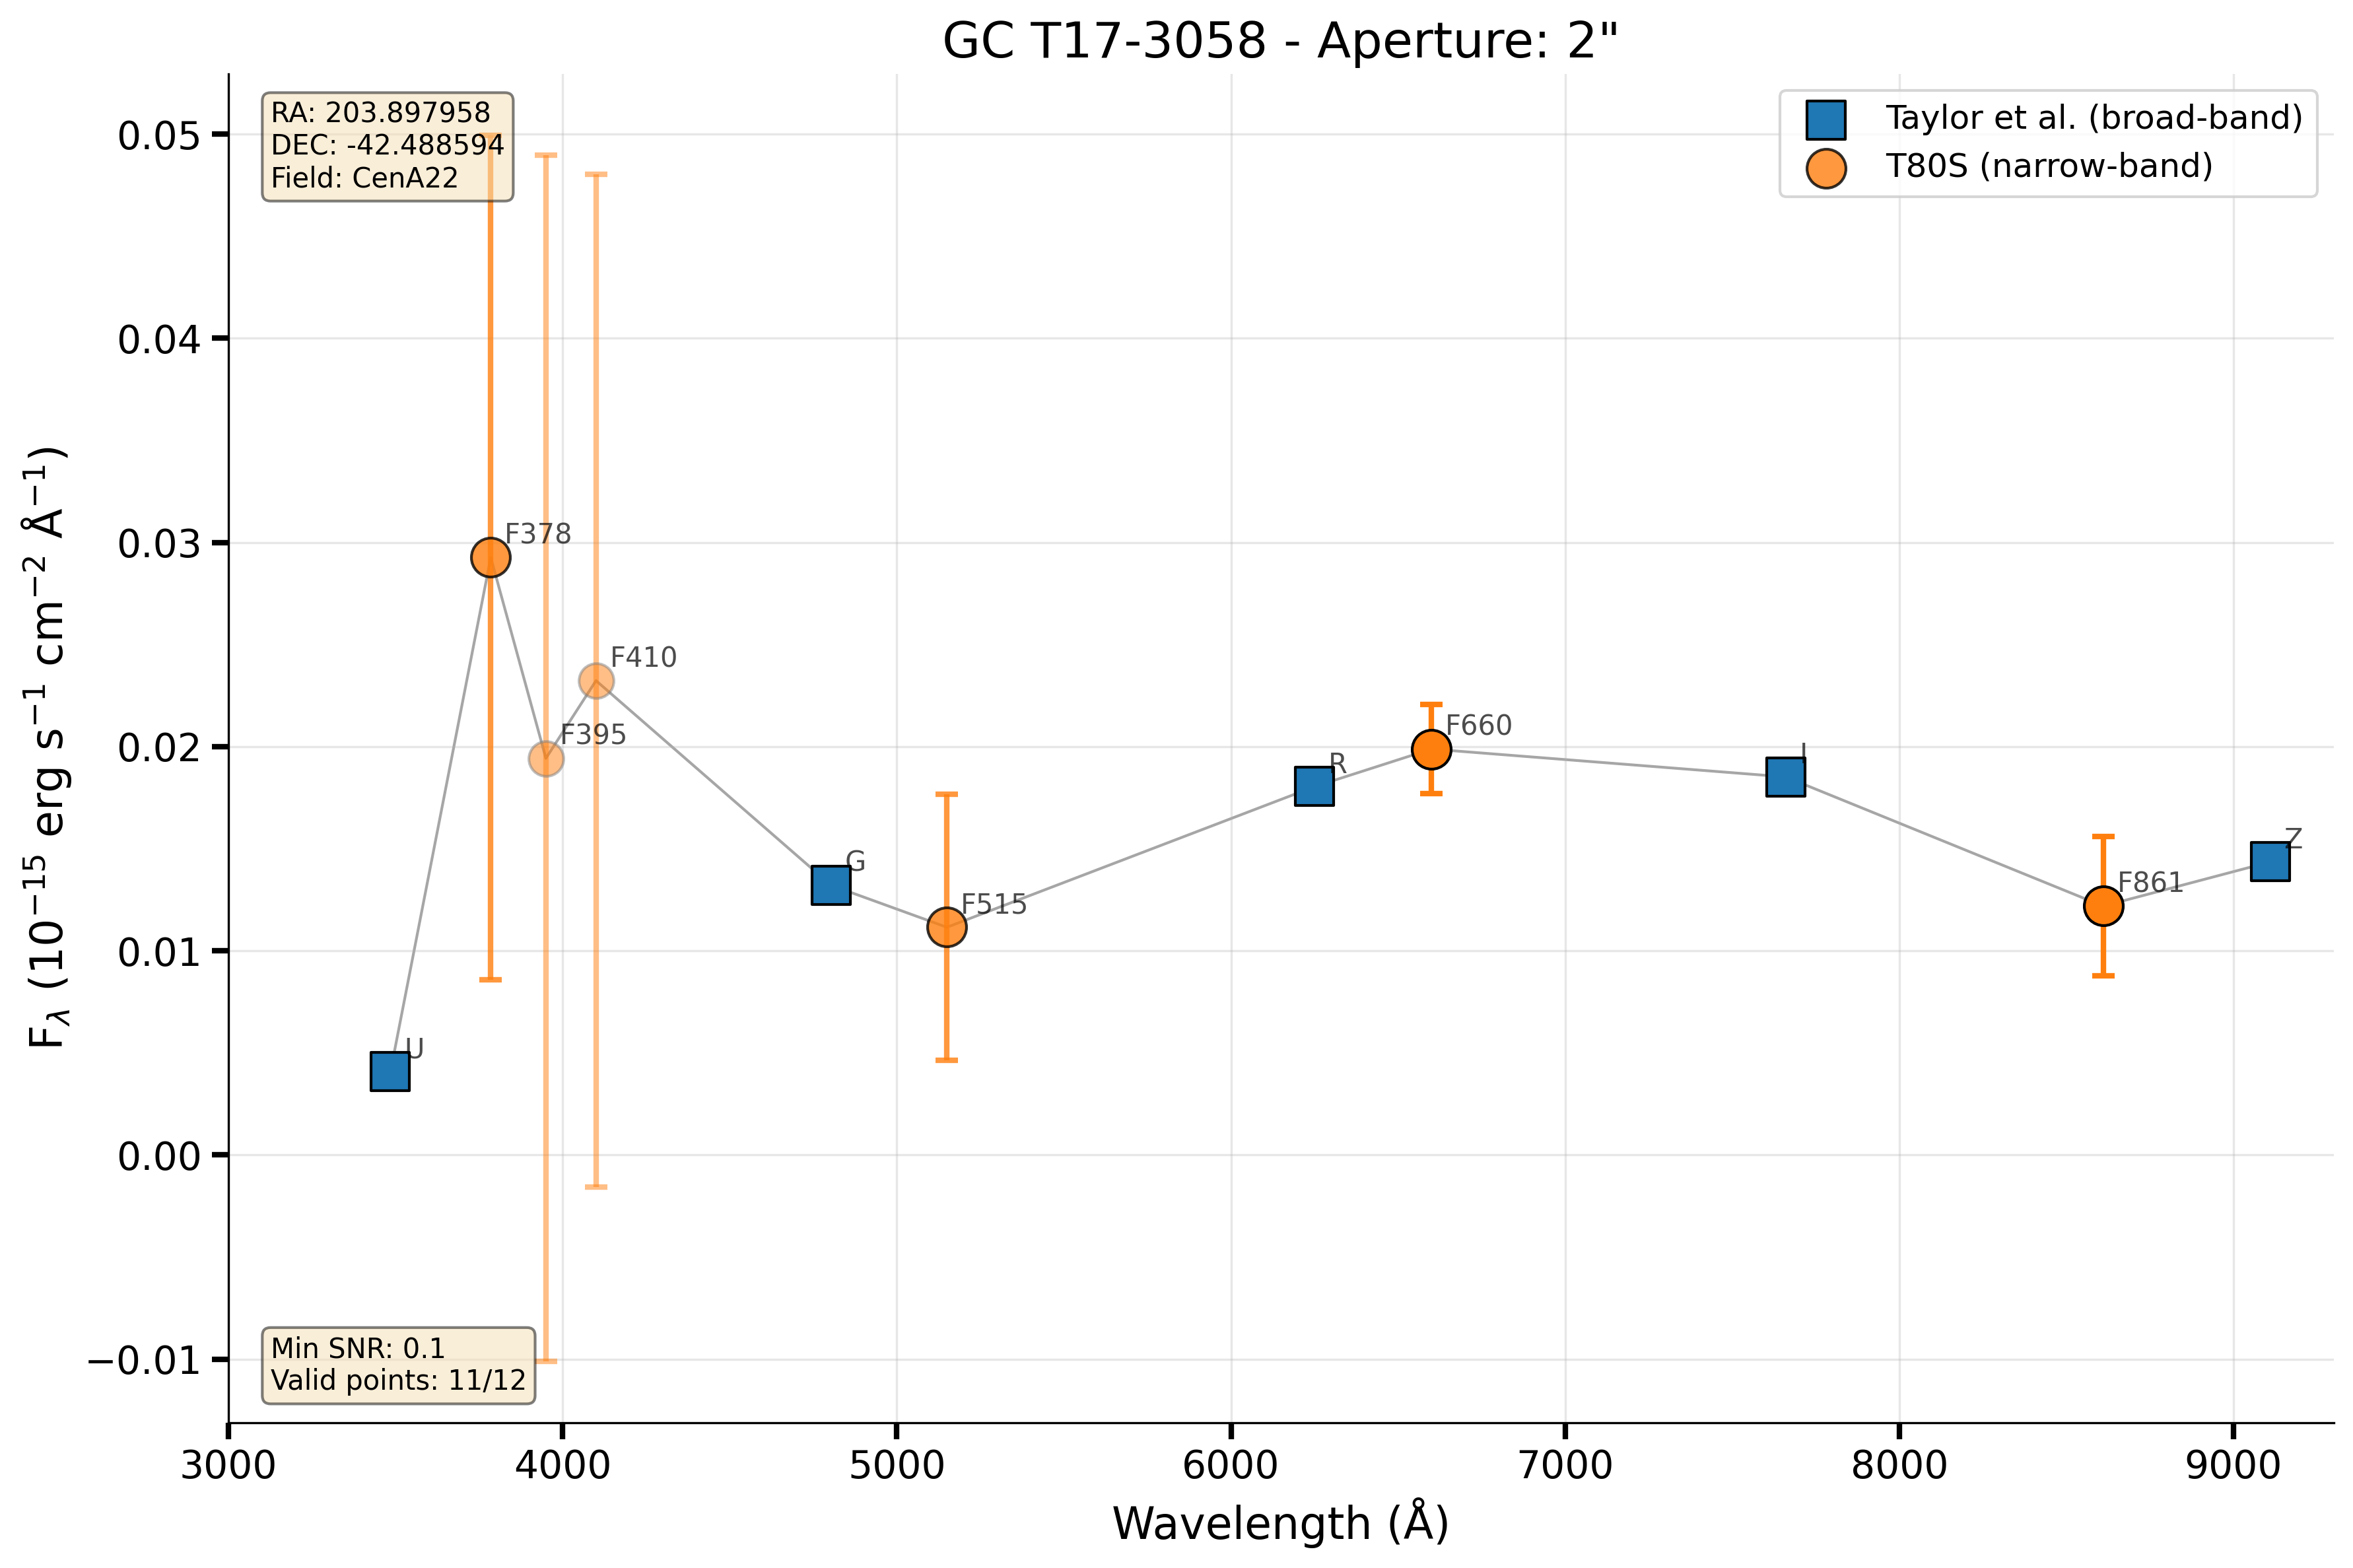 GC T17-3058 - Aperture: 2"
RA: 203.897958
DEC: -42.488594
Field: CenA22
Taylor et al. (broad-band)
T80S (narrow-band)
0.05
0.04
0.03
0.02
0.01
0.00
−0.01
F_λ (10⁻¹⁵ erg s⁻¹ cm⁻² Å⁻¹)
U
F378
F395
F410
G
F515
R
F660
I
F861
Z
Min SNR: 0.1
Valid points: 11/12
3000 4000 5000 6000 7000 8000 9000
Wavelength (Å)